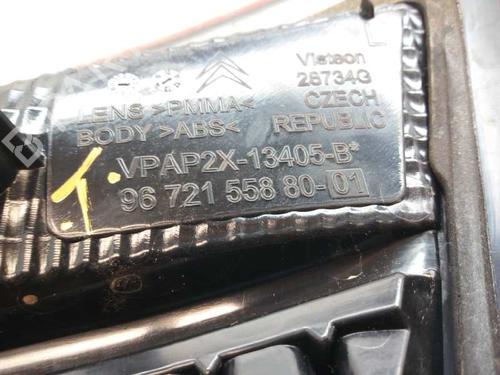 L
Visteon
28734G
LENS >PMMA< CZECH
BODY >ABS< REPUBLIC
VPAP2X-13405-B*
96 721 558 80-01